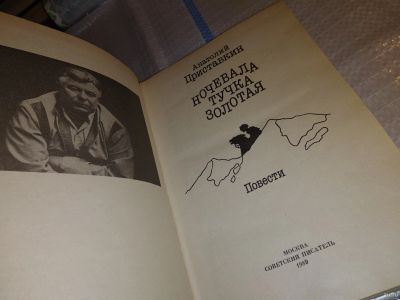 Анатолий
Приставкин
НОЧЕВАЛА
ТУЧКА
ЗОЛОТАЯ
Повести
МОСКВА
СОВЕТСКИЙ ПИСАТЕЛЬ